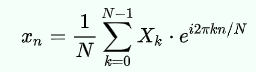 x_n = \frac{1}{N} \sum_{k=0}^{N-1} X_k \cdot e^{i2\pi kn/N}